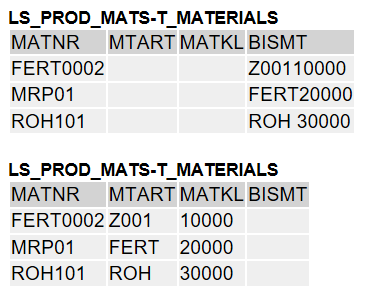 LS_PROD_MATS-T_MATERIALS
MATNR MTART MATKL BISMT
FERT0002 Z00110000
MRP01 FERT20000
ROH101 ROH 30000
LS_PROD_MATS-T_MATERIALS
MATNR MTART MATKL BISMT
FERT0002 Z001 10000
MRP01 FERT 20000
ROH101 ROH 30000